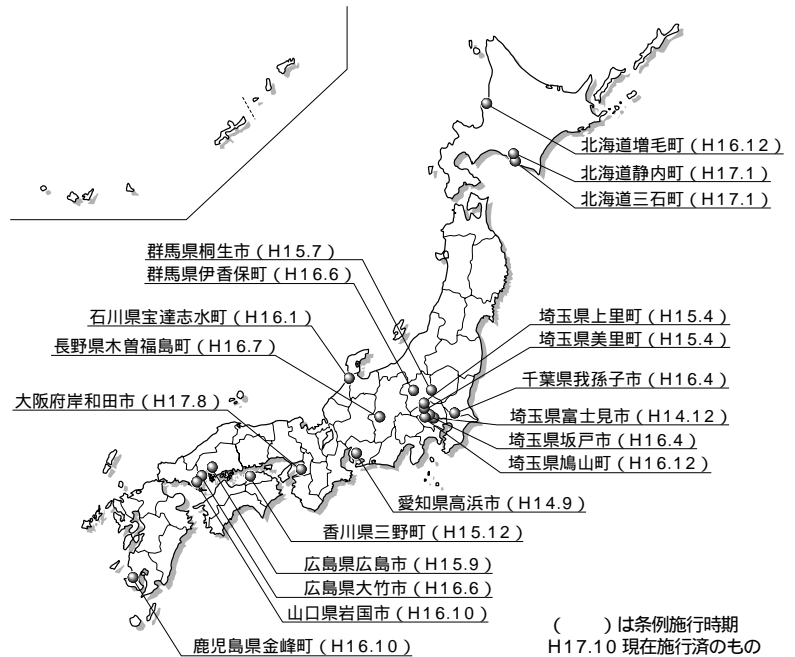 北海道増毛町（H16.12）
北海道静内町（H17.1）
北海道三石町（H17.1）
群馬県桐生市（H15.7）
群馬県伊香保町（H16.6）
石川県宝達志水町（H16.1）
長野県木曽福島町（H16.7）
大阪府岸和田市（H17.8）
埼玉県上里町（H15.4）
埼玉県美里町（H15.4）
千葉県我孫子市（H16.4）
埼玉県富士見市（H14.12）
埼玉県坂戸市（H16.4）
埼玉県鳩山町（H16.12）
愛知県高浜市（H14.9）
香川県三野町（H15.12）
広島県広島市（H15.9）
広島県大竹市（H16.6）
山口県岩国市（H16.10）
鹿児島県金峰町（H16.10）
（　　）は条例施行時期
H17.10 現在施行済のもの